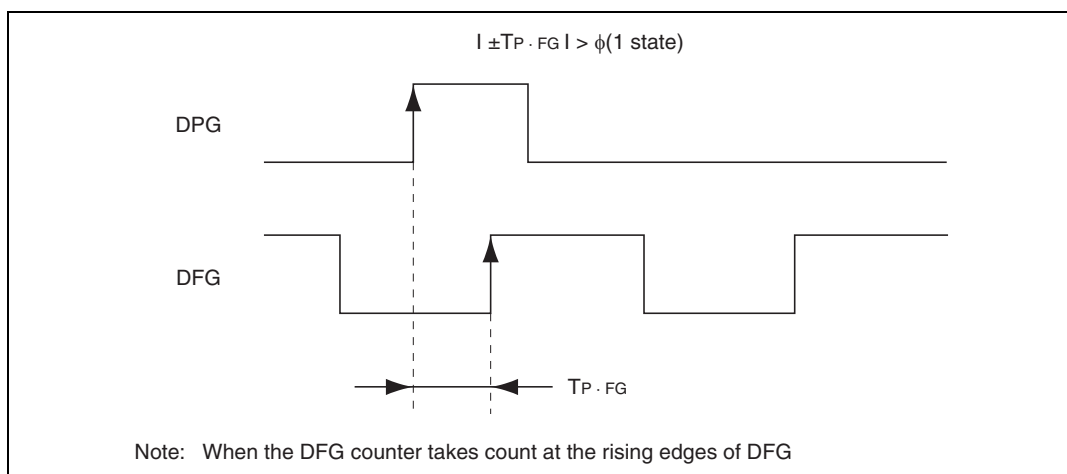 I ±TP · FG I > ϕ(1 state)
DPG
DFG
TP · FG
Note: When the DFG counter takes count at the rising edges of DFG